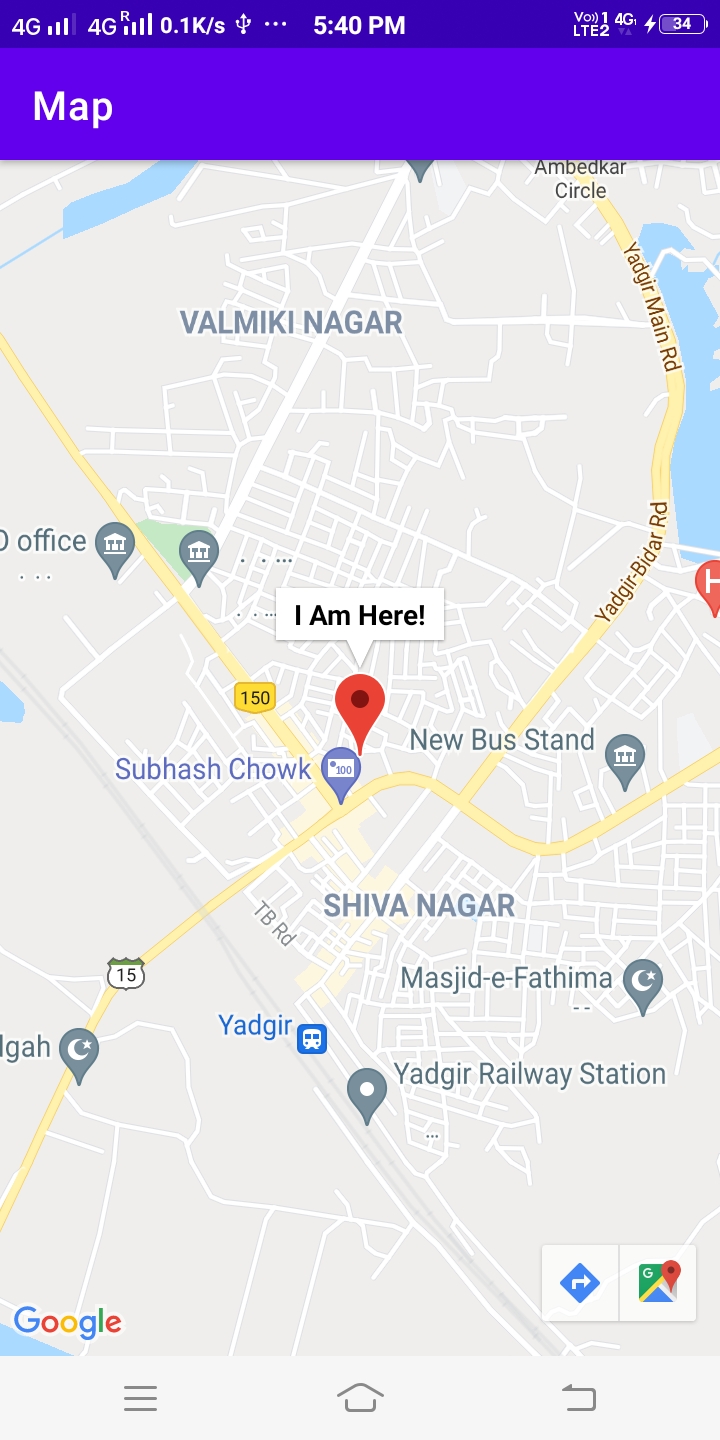 4G 4G R 0.1K/s ... 5:40 PM Vo)) 1 4G LTE2 34
Map
Ambedkar
Circle
Yadgir Main Rd
VALMIKI NAGAR
O office
Yadgir-Bidar Rd
H
I Am Here!
150
New Bus Stand
Subhash Chowk
100
SHIVA NAGAR
TB Rd
15
Masjid-e-Fathima
Yadgir
lgah
Yadgir Railway Station
G
Google